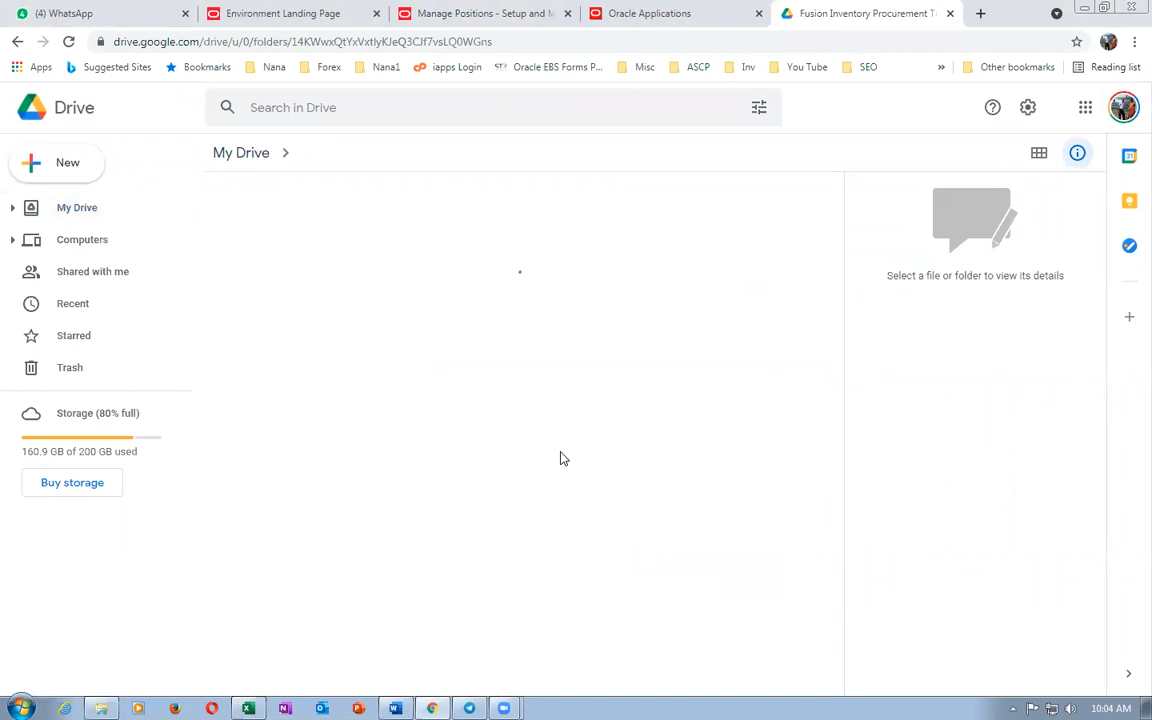 (4) WhatsApp
Environment Landing Page
Manage Positions - Setup and M
Oracle Applications
Fusion Inventory Procurement T
drive.google.com/drive/u/0/folders/14KWwxQtYxVxtIyKJeQ3CJf7vsLQ0WGns
Apps
Suggested Sites
Bookmarks
Nana
Forex
Nana1
iapps Login
Oracle EBS Forms P...
Misc
ASCP
Inv
You Tube
SEO
»
Other bookmarks
Reading list
Drive
Search in Drive
New
My Drive
My Drive
Computers
Shared with me
Recent
Starred
Trash
Storage (80% full)
160.9 GB of 200 GB used
Buy storage
Select a file or folder to view its details
10:04 AM